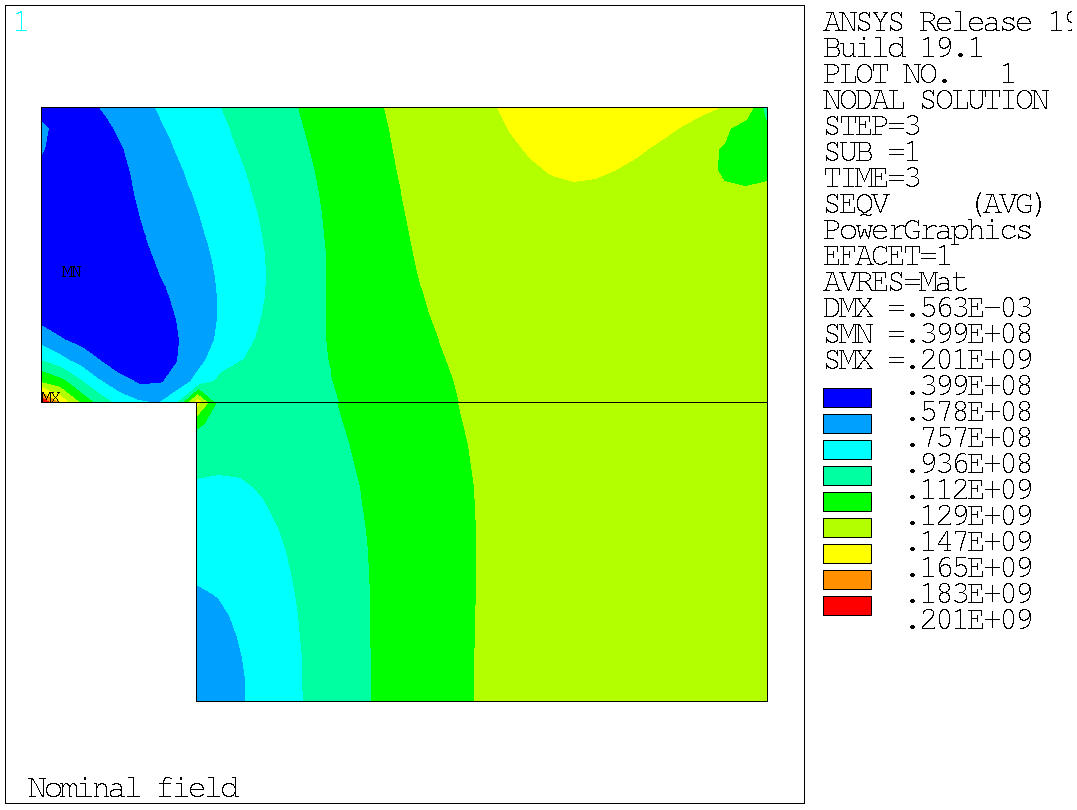 1
ANSYS Release 19
Build 19.1
PLOT NO. 1
NODAL SOLUTION
STEP=3
SUB =1
TIME=3
SEQV (AVG)
PowerGraphics
EFACET=1
AVRES=Mat
DMX =.563E-03
SMN =.399E+08
SMX =.201E+09
.399E+08
.578E+08
.757E+08
.936E+08
.112E+09
.129E+09
.147E+09
.165E+09
.183E+09
.201E+09
MN
MX
Nominal field